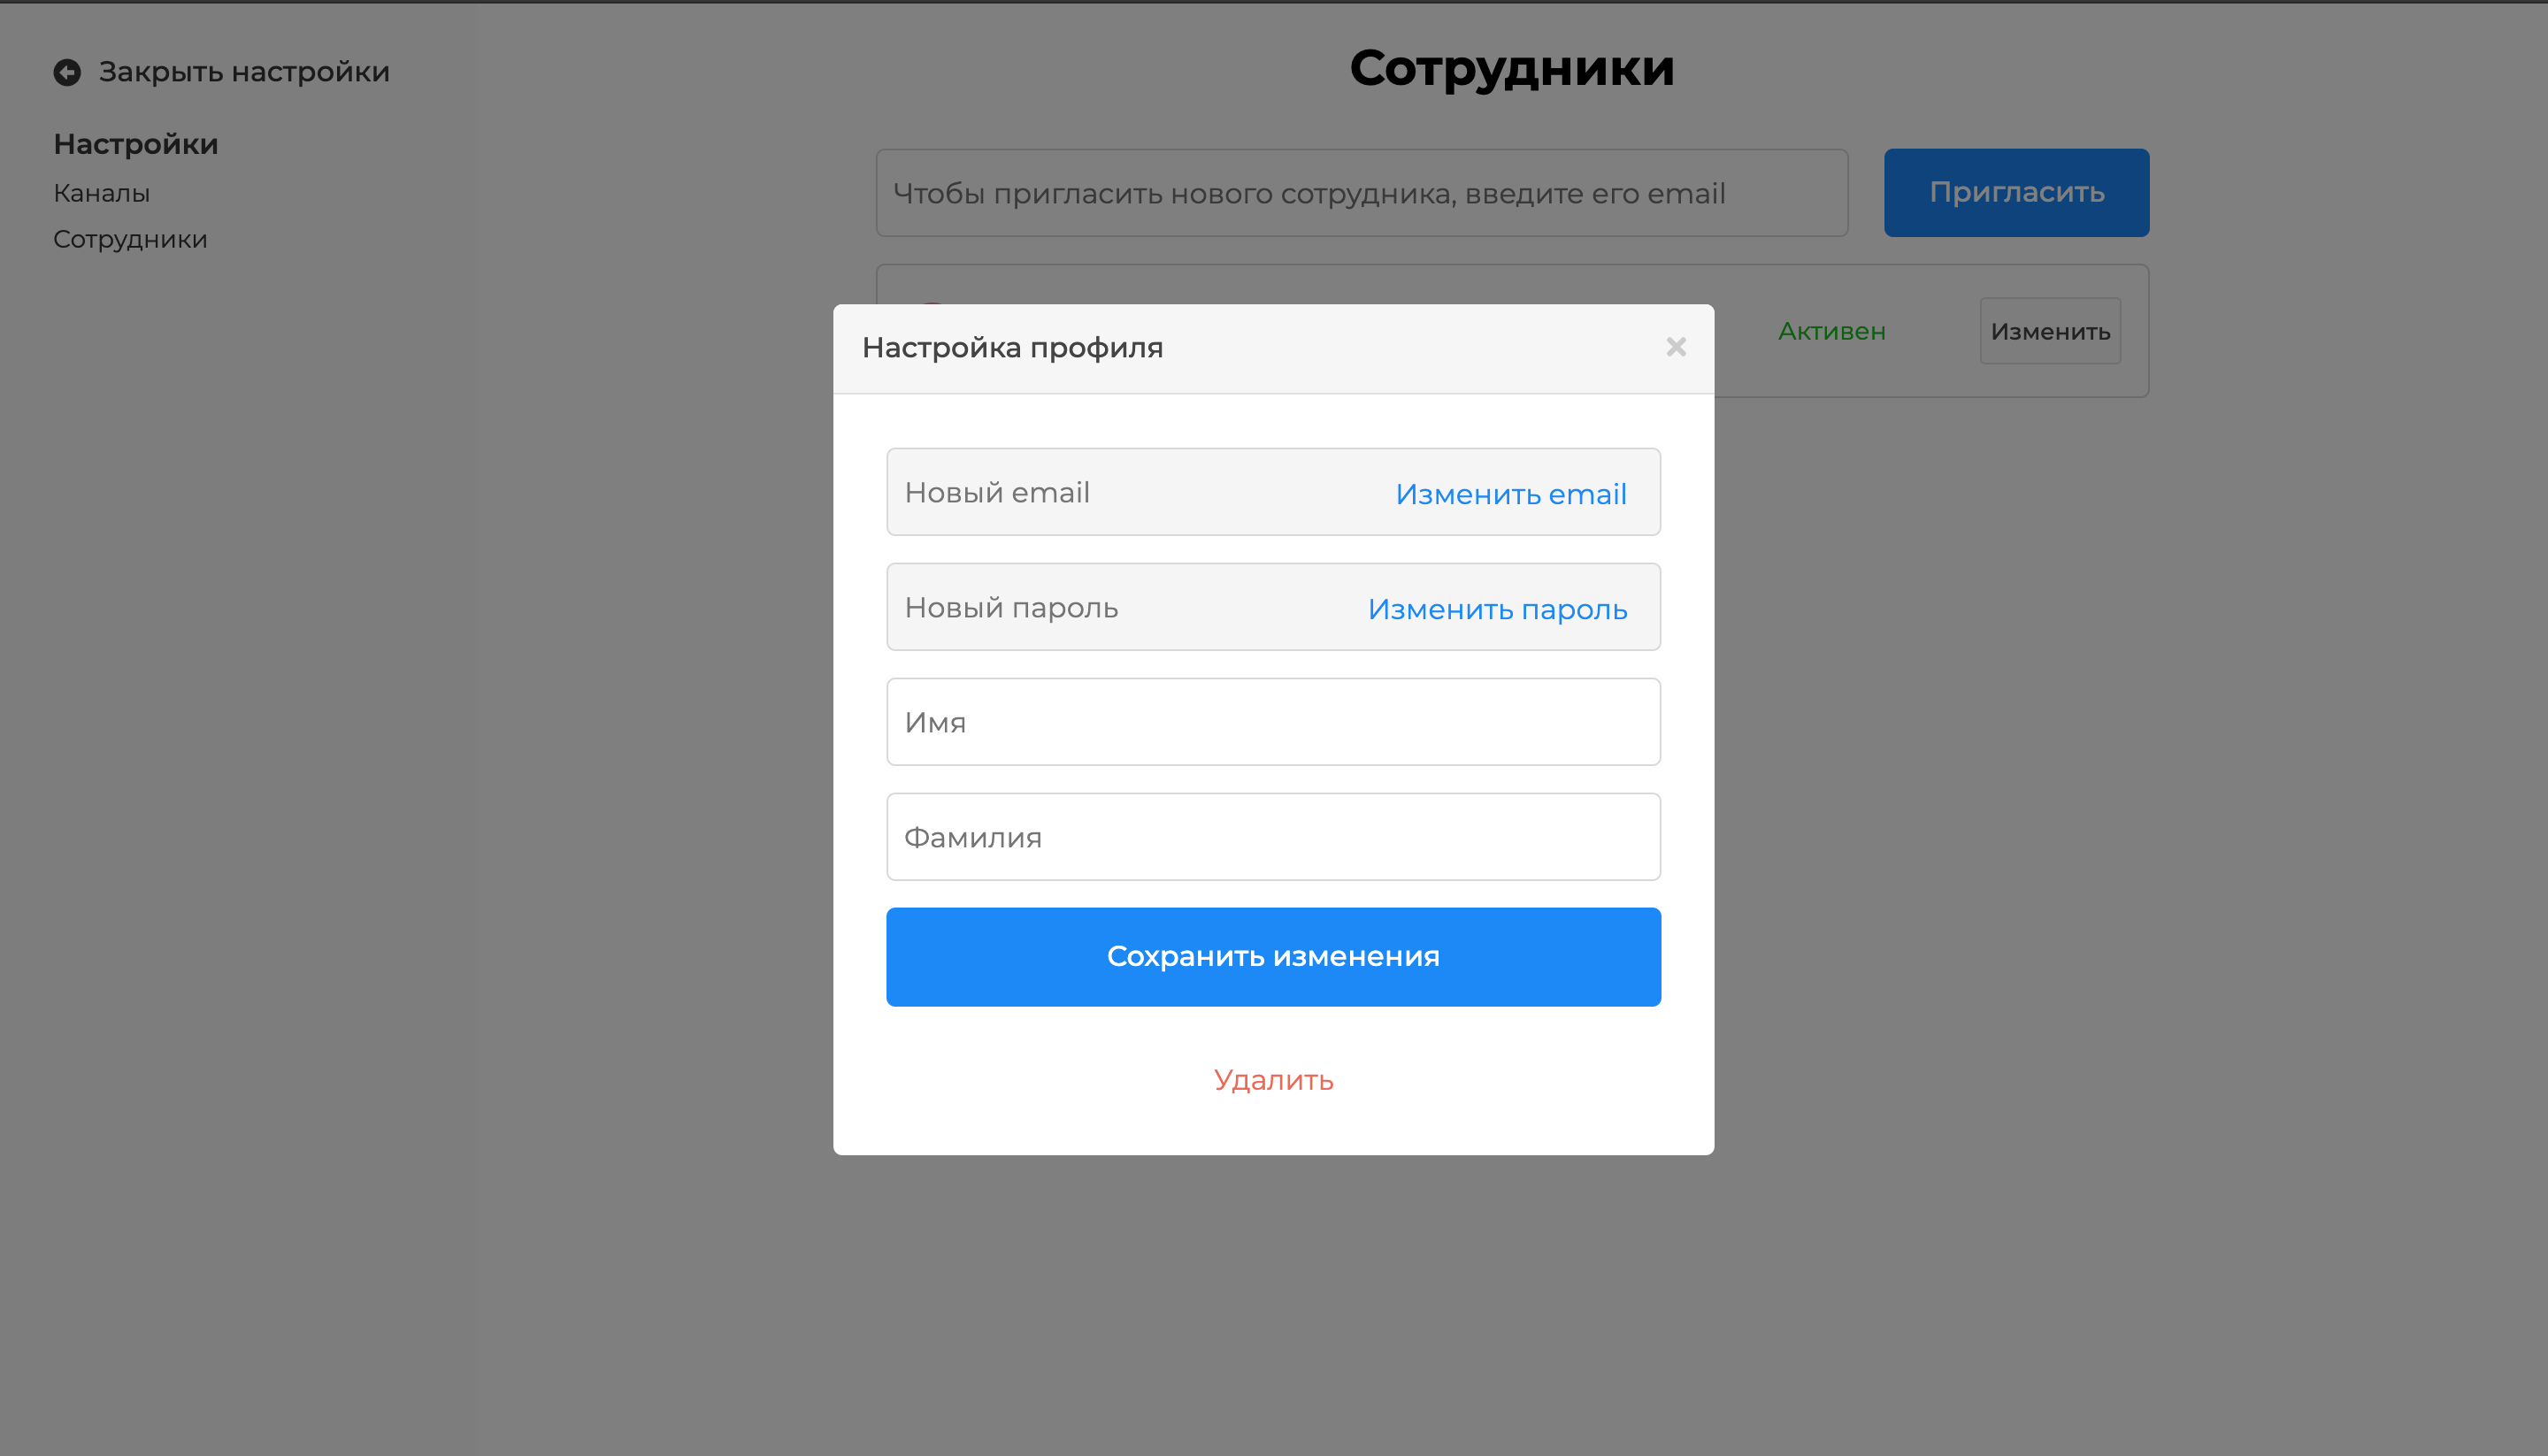 Закрыть настройки
Настройки
Каналы
Сотрудники
Сотрудники
Чтобы пригласить нового сотрудника, введите его email
Пригласить
Активен
Изменить
Настройка профиля
Новый email
Изменить email
Новый пароль
Изменить пароль
Имя
Фамилия
Сохранить изменения
Удалить